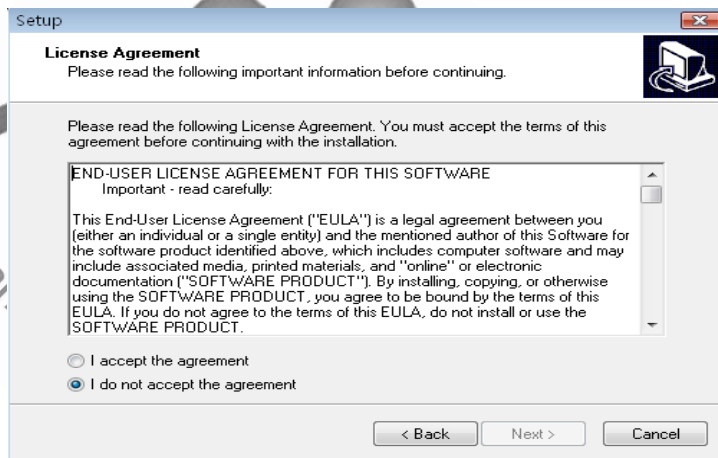 Setup
License Agreement
Please read the following important information before continuing.
Please read the following License Agreement. You must accept the terms of this
agreement before continuing with the installation.
END-USER LICENSE AGREEMENT FOR THIS SOFTWARE
Important - read carefully:
This End-User License Agreement ("EULA") is a legal agreement between you
(either an individual or a single entity) and the mentioned author of this Software for
the software product identified above, which includes computer software and may
include associated media, printed materials, and "online" or electronic
documentation ("SOFTWARE PRODUCT"). By installing, copying, or otherwise
using the SOFTWARE PRODUCT, you agree to be bound by the terms of this
EULA. If you do not agree to the terms of this EULA, do not install or use the
SOFTWARE PRODUCT.
I accept the agreement
I do not accept the agreement
< Back Next > Cancel